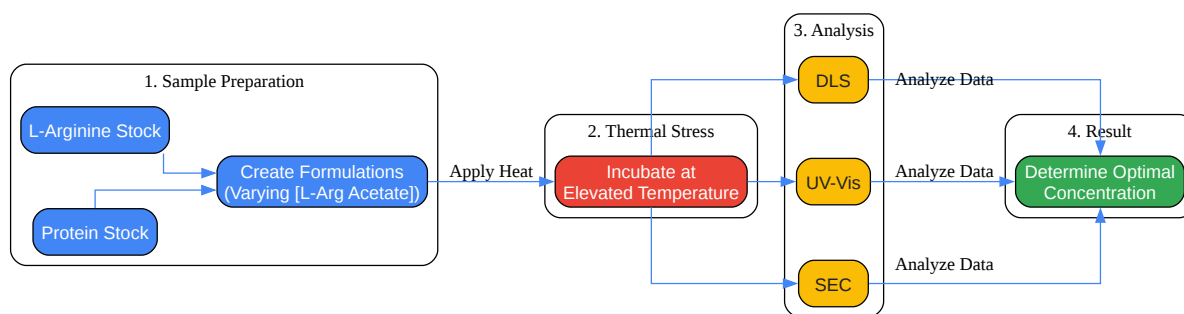 1. Sample Preparation
L-Arginine Stock
Protein Stock
Create Formulations
(Varying [L-Arg Acetate])
Apply Heat
2. Thermal Stress
Incubate at
Elevated Temperature
3. Analysis
DLS
UV-Vis
SEC
Analyze Data
Analyze Data
Analyze Data
4. Result
Determine Optimal
Concentration